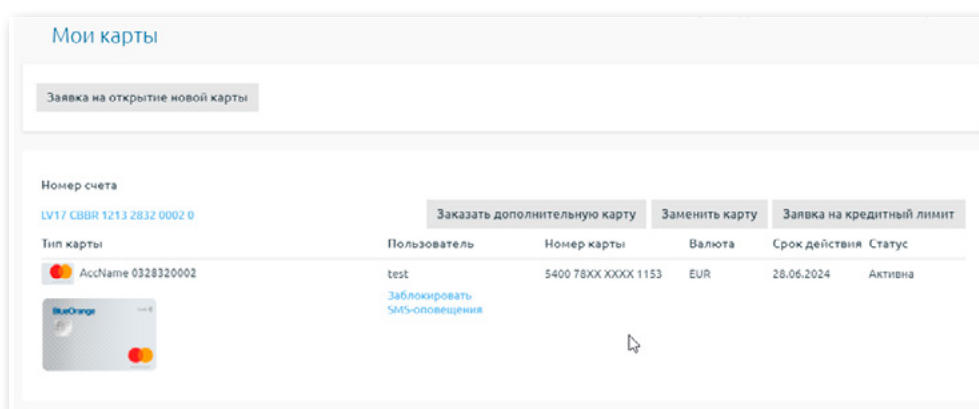 Мои карты
Заявка на открытие новой карты
Номер счета
LV17 CBBR 1213 2832 0002 0
Заказать дополнительную карту Заменить карту Заявка на кредитный лимит
Тип карты Пользователь Номер карты Валюта Срок действия Статус
AccName 0328320002 test 5400 78XX XXXX 1153 EUR 28.06.2024 Активна
Заблокировать
SMS-оповещения
BlueOrange